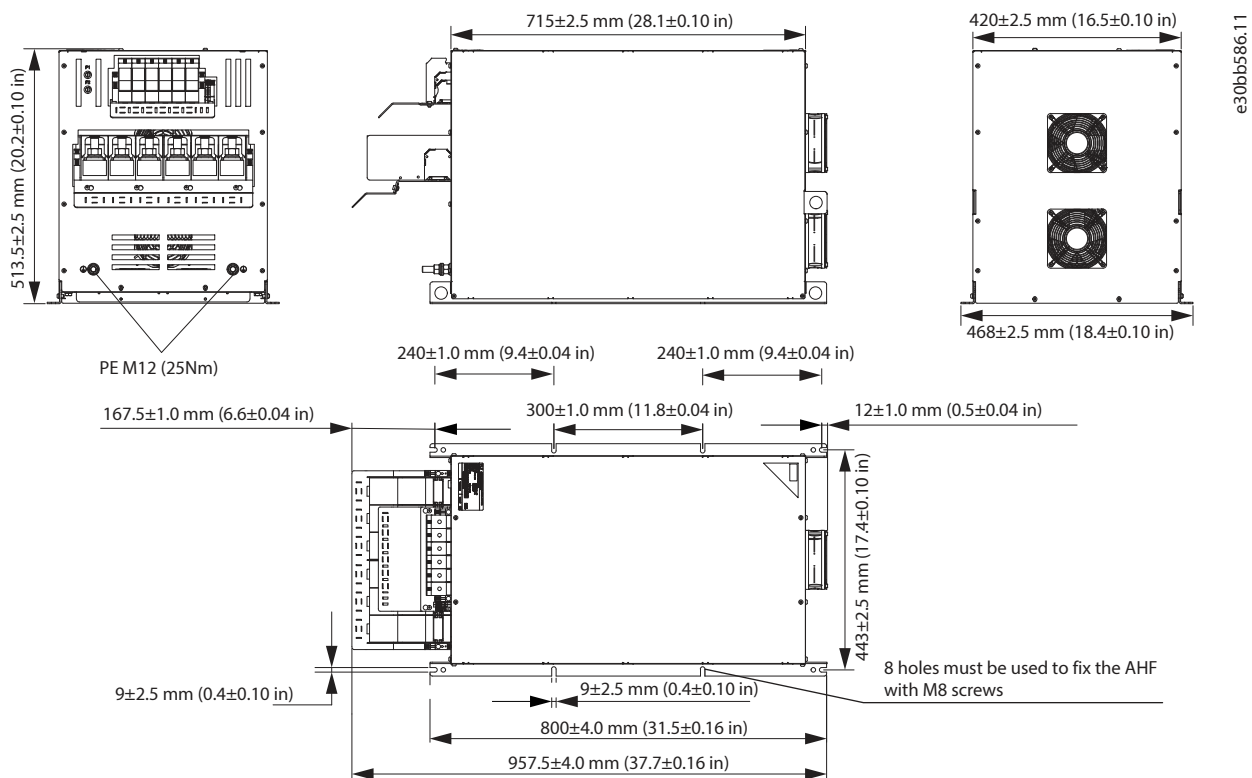 715±2.5 mm (28.1±0.10 in)
420±2.5 mm (16.5±0.10 in)
e30bb586.11
513.5±2.5 mm (20.2±0.10 in)
468±2.5 mm (18.4±0.10 in)
PE M12 (25Nm)
240±1.0 mm (9.4±0.04 in)
240±1.0 mm (9.4±0.04 in)
167.5±1.0 mm (6.6±0.04 in)
300±1.0 mm (11.8±0.04 in)
12±1.0 mm (0.5±0.04 in)
443±2.5 mm (17.4±0.10 in)
8 holes must be used to fix the AHF
with M8 screws
9±2.5 mm (0.4±0.10 in)
9±2.5 mm (0.4±0.10 in)
800±4.0 mm (31.5±0.16 in)
957.5±4.0 mm (37.7±0.16 in)